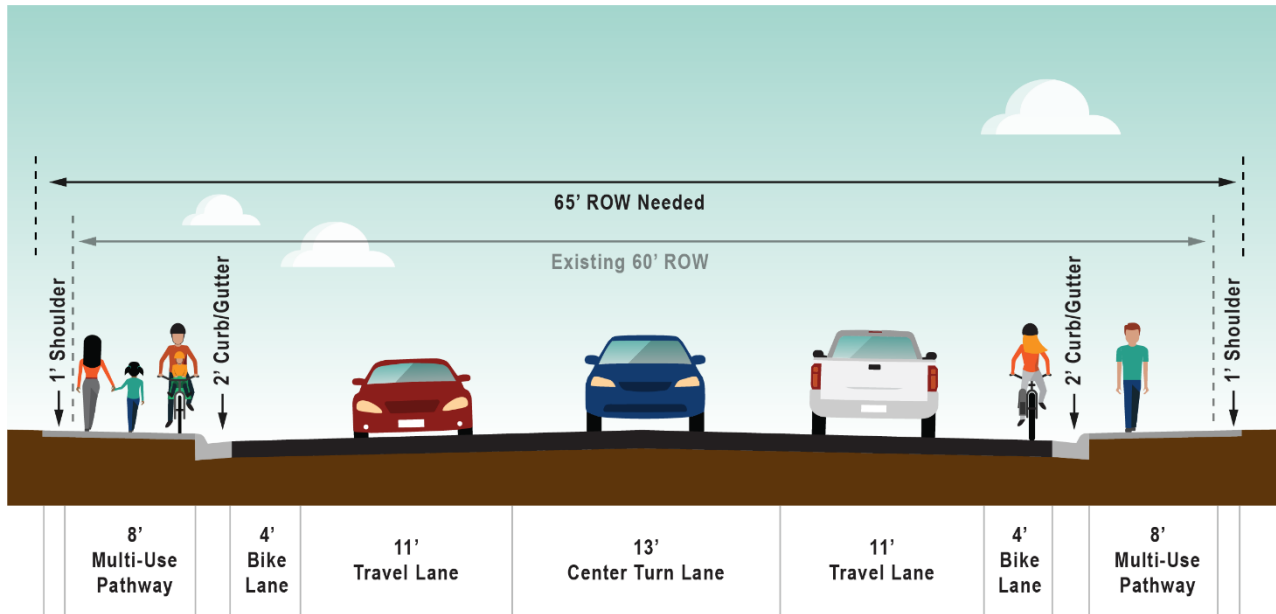 65’ ROW Needed
Existing 60’ ROW
1’ Shoulder
2’ Curb/Gutter
2’ Curb/Gutter
1’ Shoulder
8’
Multi-Use
Pathway
4’
Bike
Lane
11’
Travel Lane
13’
Center Turn Lane
11’
Travel Lane
4’
Bike
Lane
8’
Multi-Use
Pathway